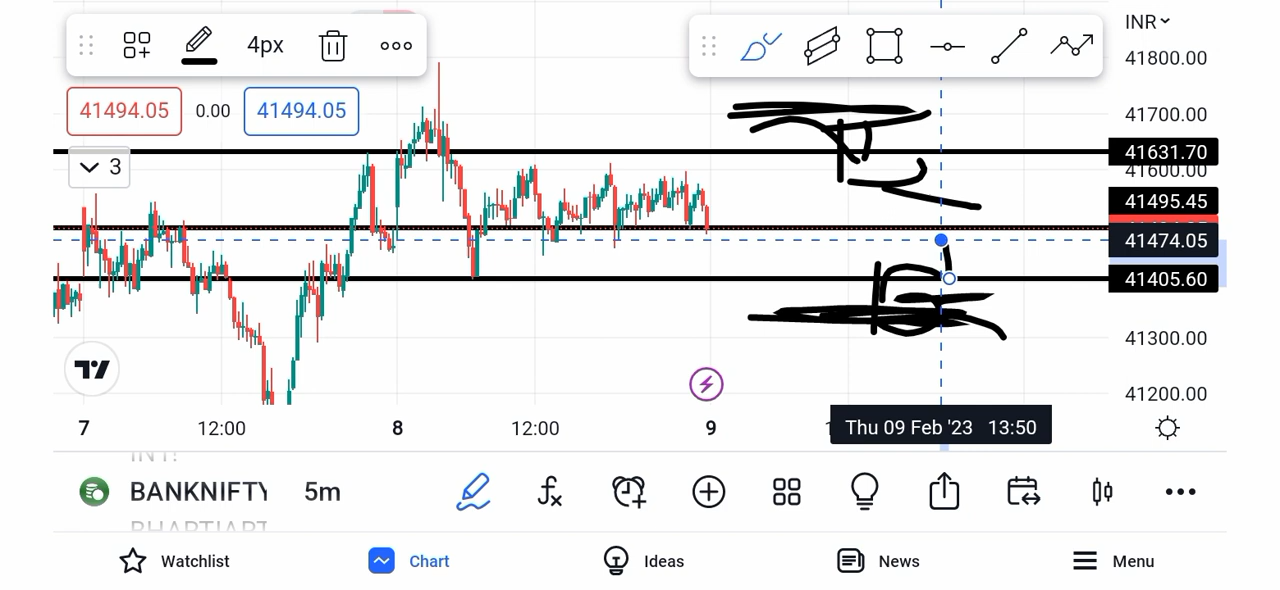 4px
INR
41800.00
41494.05 0.00 41494.05
41700.00
3
41631.70
41600.00
41495.45
41474.05
41405.60
41300.00
41200.00
7 12:00 8 12:00 9 Thu 09 Feb '23 13:50
BANKNIFTY 5m
Watchlist Chart Ideas News Menu